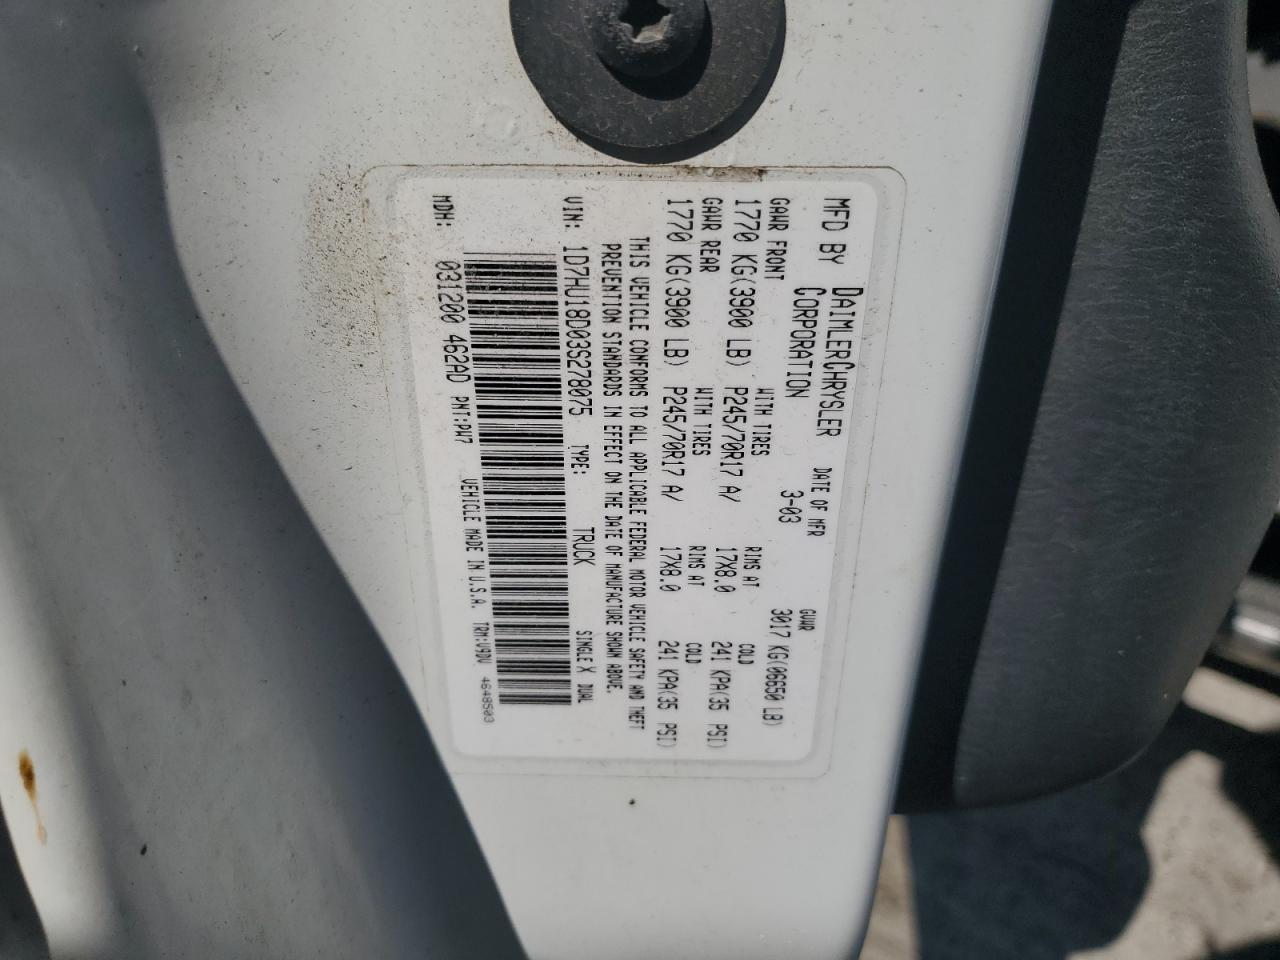 MFD BY DAIMLERCHRYSLER CORPORATION
DATE OF MFR 3-03
GVWR 3017 KG(06650 LB)
GAWR FRONT WITH TIRES RIMS AT COLD
1770 KG(3900 LB) P245/70R17 A/ 17X8.0 241 KPA(35 PSI)
GAWR REAR WITH TIRES RIMS AT COLD
1770 KG(3900 LB) P245/70R17 A/ 17X8.0 241 KPA(35 PSI)
THIS VEHICLE CONFORMS TO ALL APPLICABLE FEDERAL MOTOR VEHICLE SAFETY AND THEFT
PREVENTION STANDARDS IN EFFECT ON THE DATE OF MANUFACTURE SHOWN ABOVE.
VIN: 1D7HU18D03S278075 TYPE: TRUCK SINGLE X DUAL
MDH: 031200 462AD PNT:PW7 VEHICLE MADE IN U.S.A. TRM:V9DV 4648503